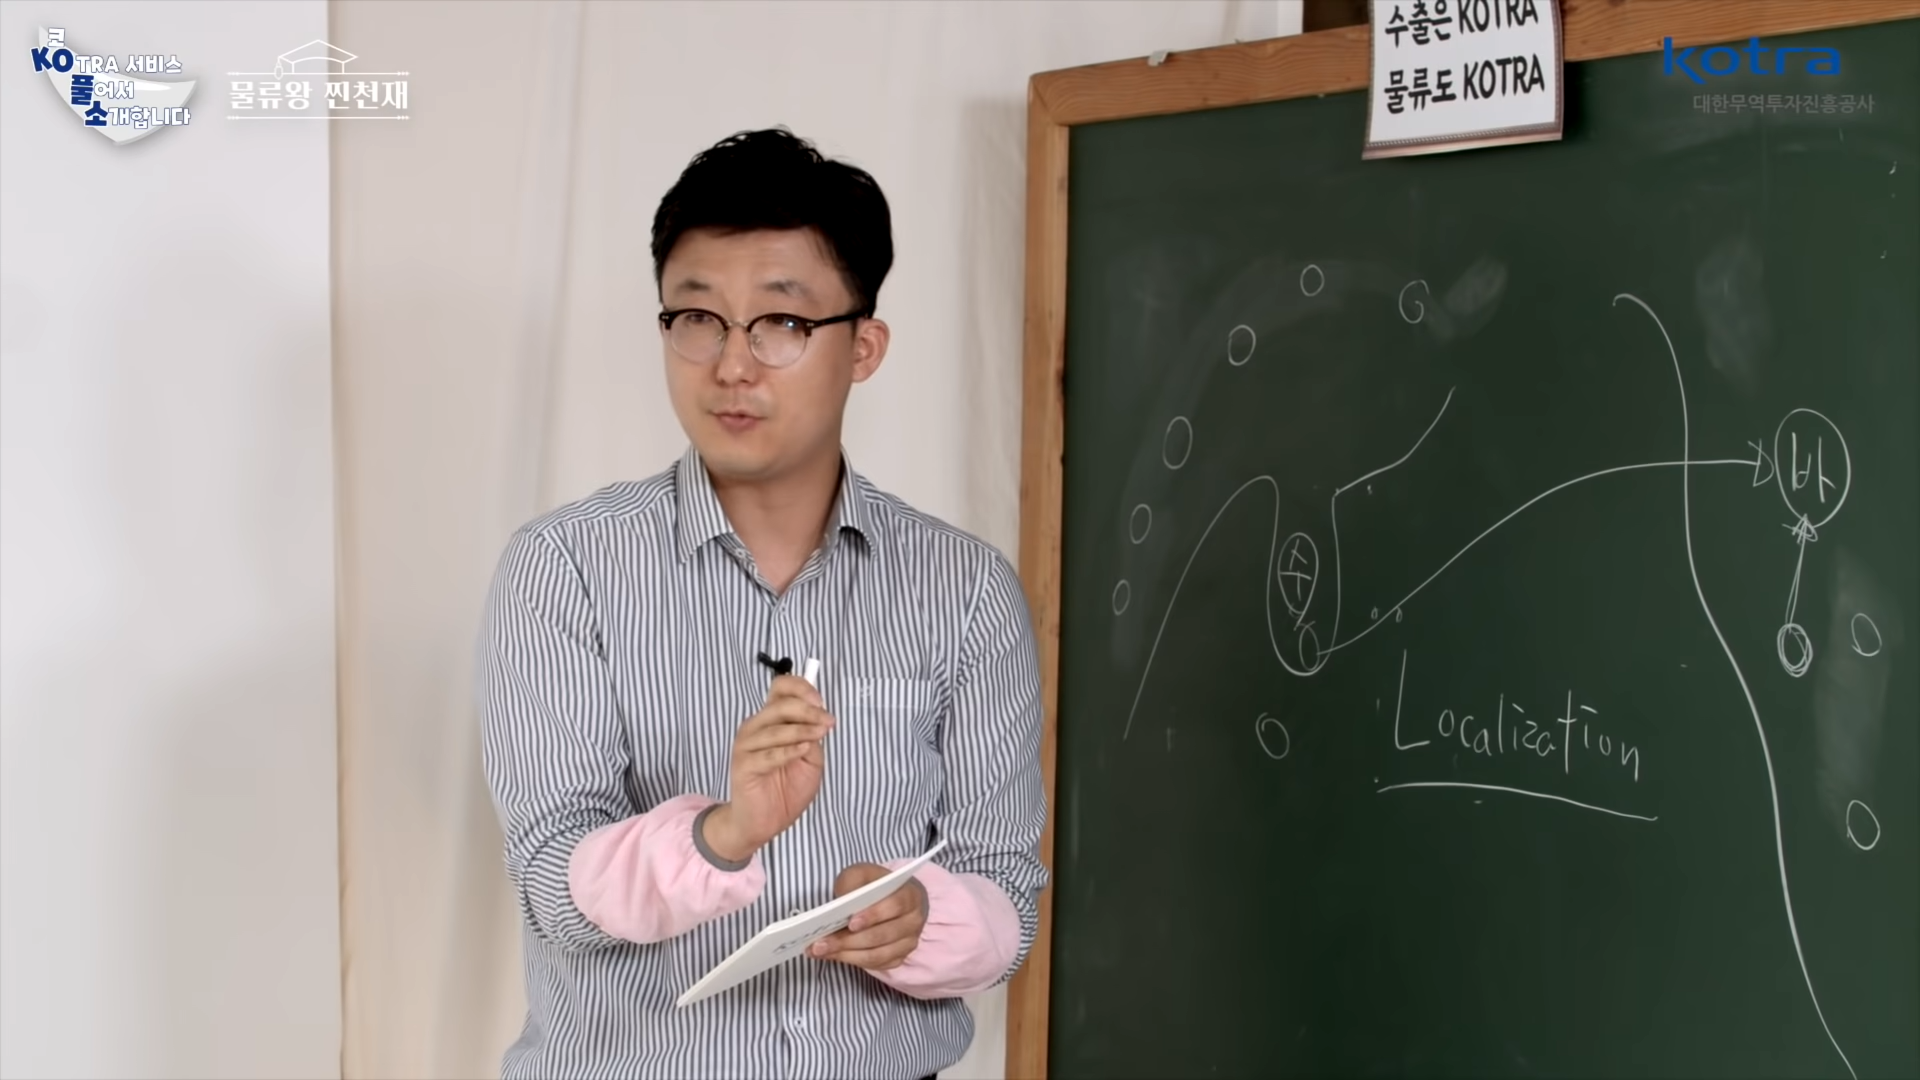 코
KOTRA 서비스
풀어서
소개합니다
물류왕 찐천재
수출은 KOTRA
물류도 KOTRA
kotra
대한무역투자진흥공사
바
수
Localization